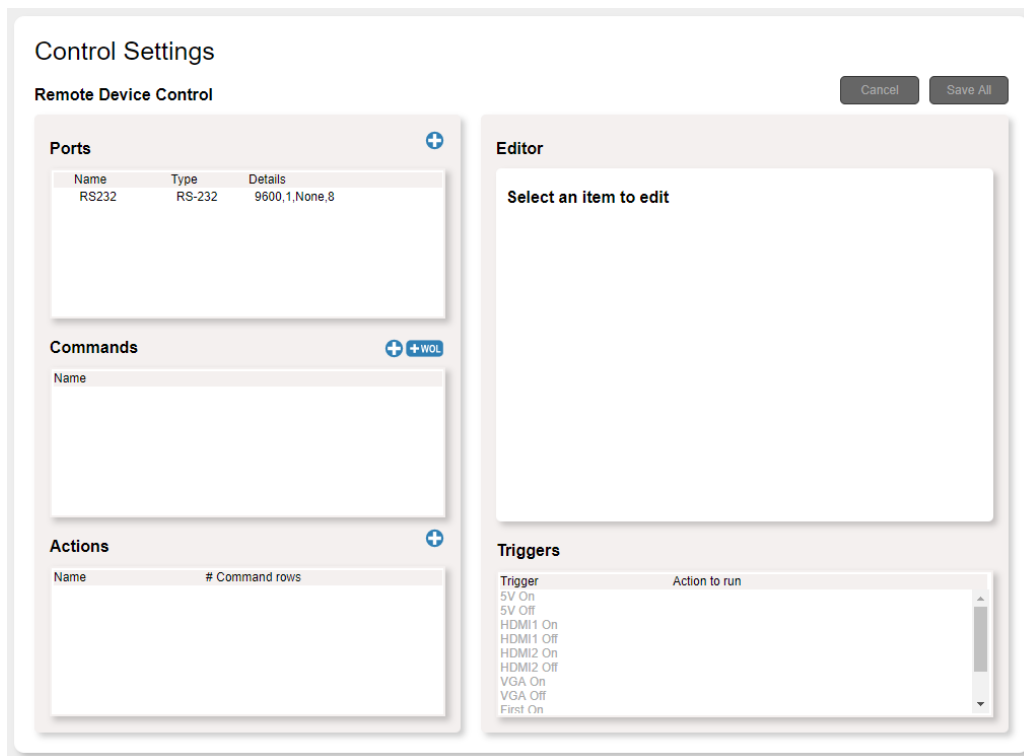 Control Settings
Remote Device Control
Cancel
Save All
Ports
Name Type Details
RS232 RS-232 9600,1,None,8
Commands
+WOL
Name
Actions
Name # Command rows
Editor
Select an item to edit
Triggers
Trigger Action to run
5V On
5V Off
HDMI1 On
HDMI1 Off
HDMI2 On
HDMI2 Off
VGA On
VGA Off
First On